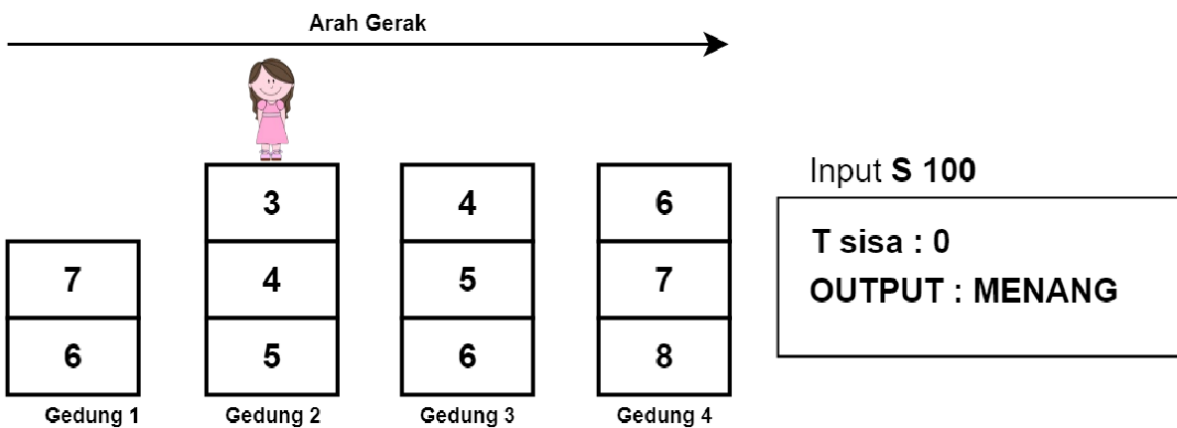 Arah Gerak
Input S 100
3 4 6
T sisa : 0
7 4 5 7
OUTPUT : MENANG
6 5 6 8
Gedung 1 Gedung 2 Gedung 3 Gedung 4